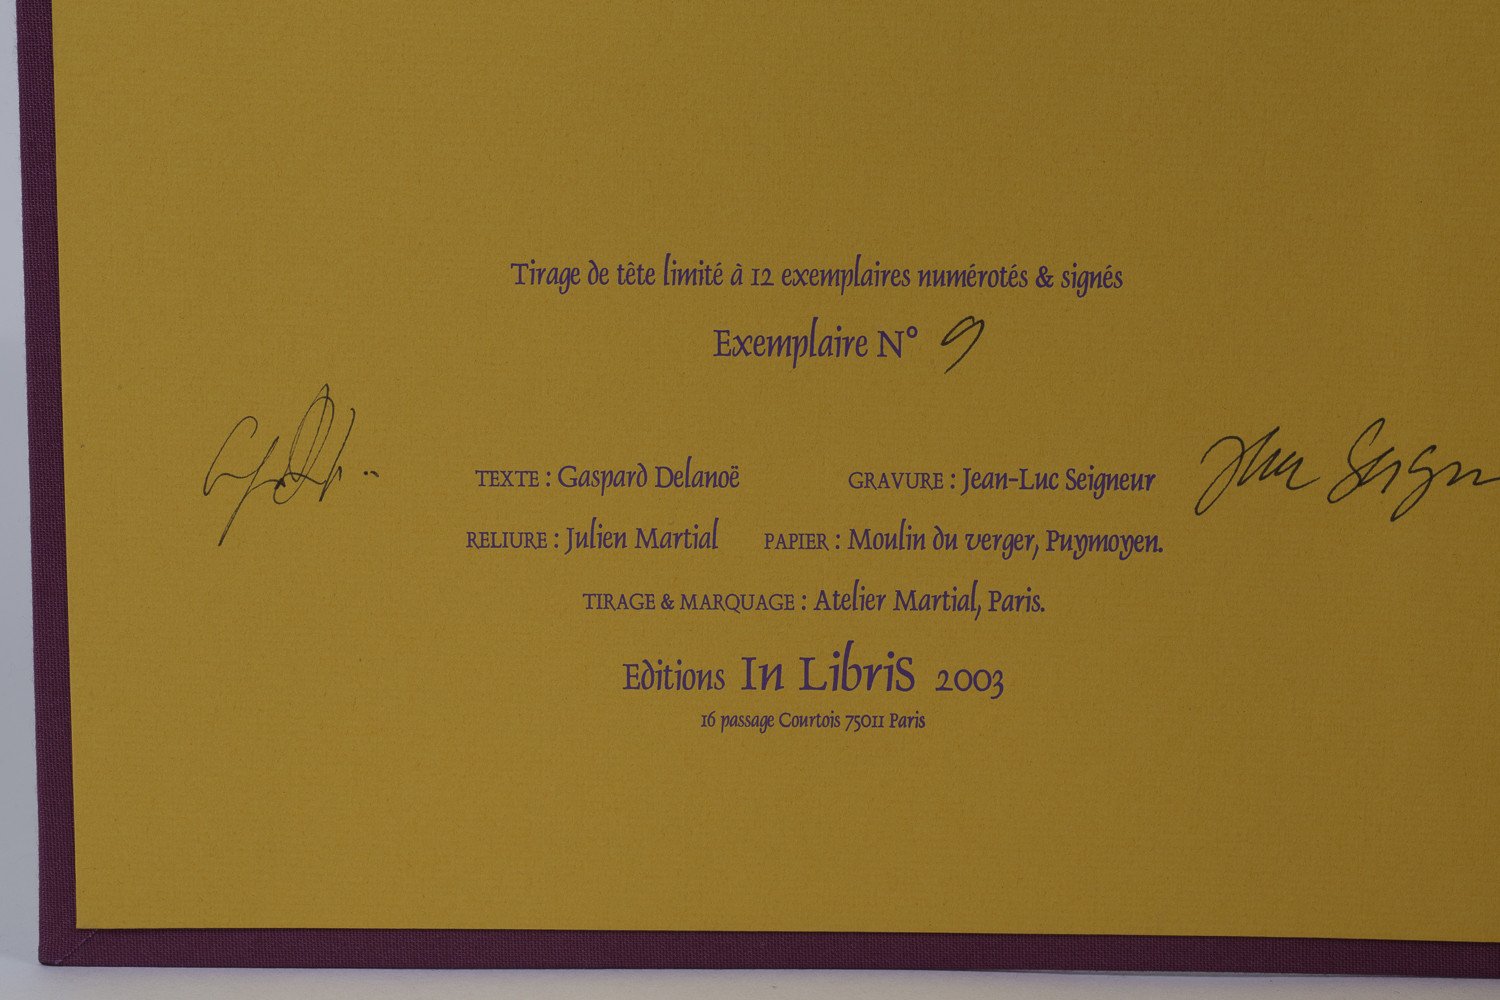 Tirage de tête limité à 12 exemplaires numérotés & signés
Exemplaire N° 9
TEXTE : Gaspard Delanoë GRAVURE : Jean-Luc Seigneur
RELIURE : Julien Martial PAPIER : Moulin du verger, Puymoyen.
TIRAGE & MARQUAGE : Atelier Martial, Paris.
Editions In LibriS 2003
16 passage Courtois 75011 Paris